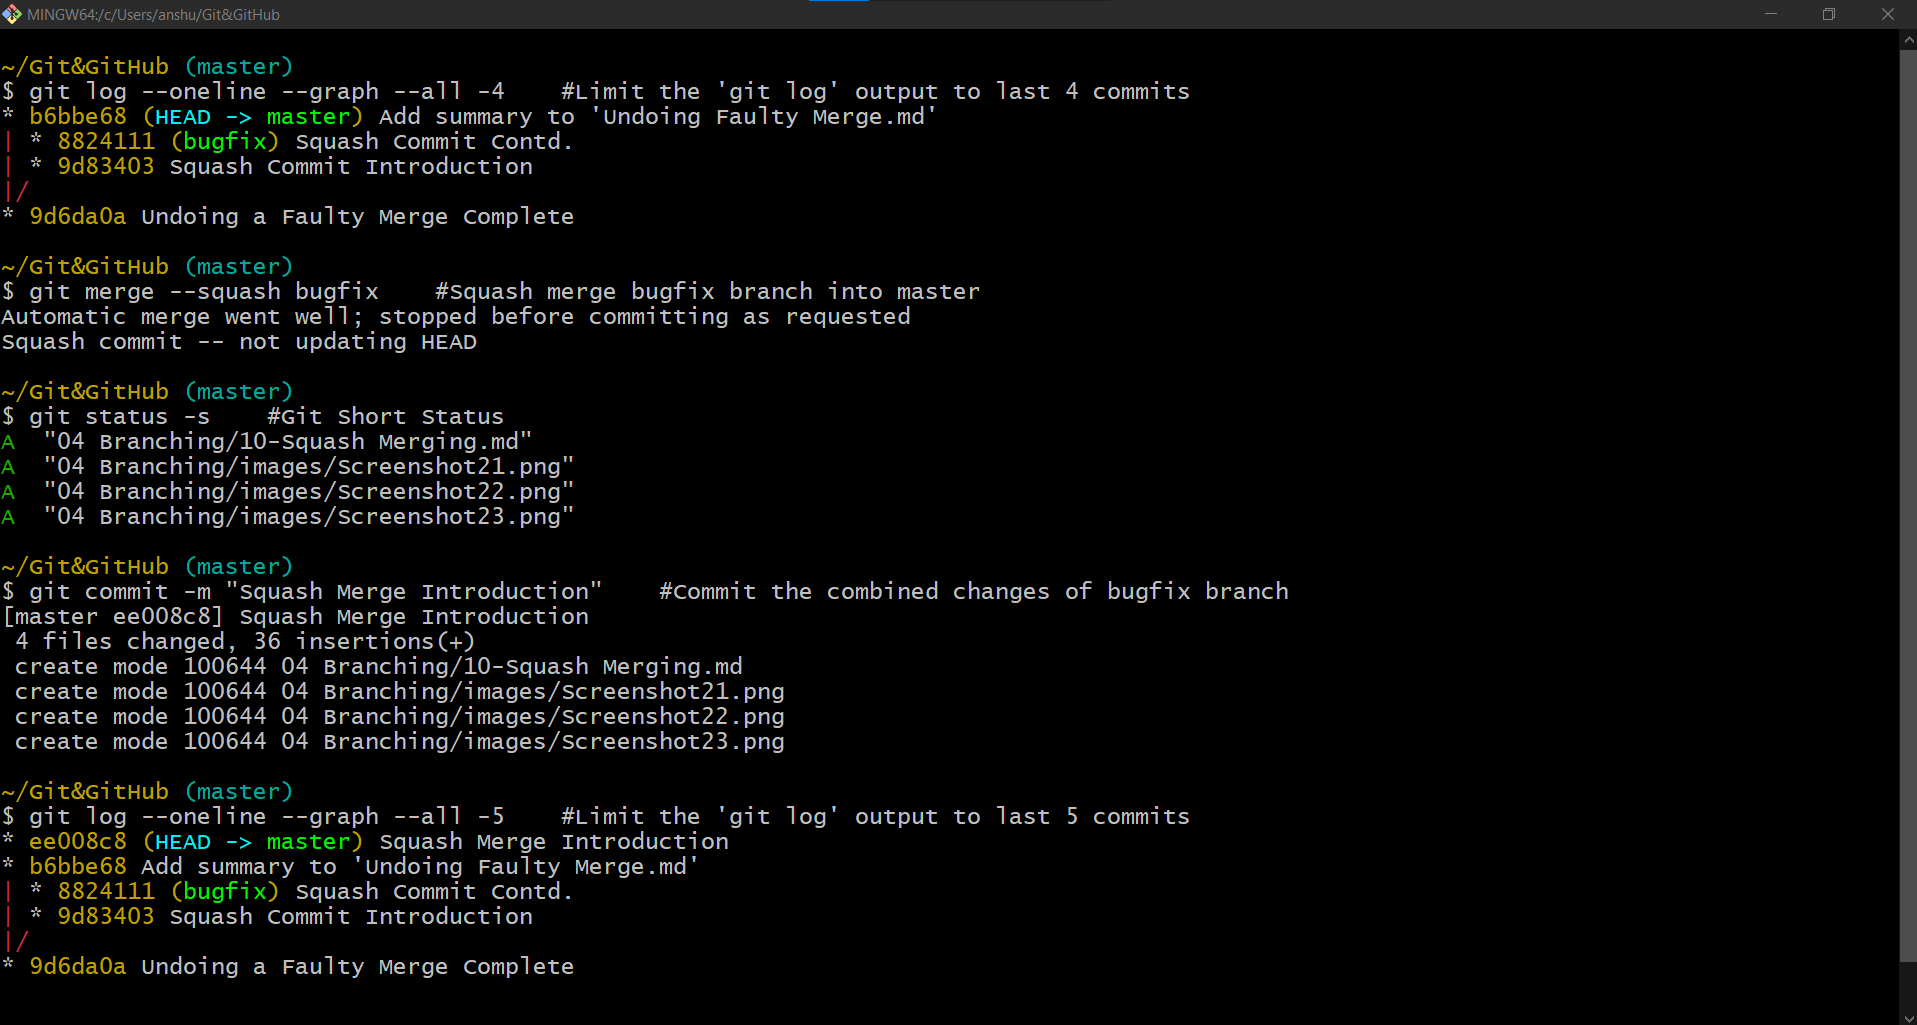 MINGW64:/c/Users/anshu/Git&GitHub
~/Git&GitHub (master)
$ git log --oneline --graph --all -4    #Limit the 'git log' output to last 4 commits
* b6bbe68 (HEAD -> master) Add summary to 'Undoing Faulty Merge.md'
| * 8824111 (bugfix) Squash Commit Contd.
| * 9d83403 Squash Commit Introduction
|/
* 9d6da0a Undoing a Faulty Merge Complete
~/Git&GitHub (master)
$ git merge --squash bugfix    #Squash merge bugfix branch into master
Automatic merge went well; stopped before committing as requested
Squash commit -- not updating HEAD
~/Git&GitHub (master)
$ git status -s    #Git Short Status
A  "04 Branching/10-Squash Merging.md"
A  "04 Branching/images/Screenshot21.png"
A  "04 Branching/images/Screenshot22.png"
A  "04 Branching/images/Screenshot23.png"
~/Git&GitHub (master)
$ git commit -m "Squash Merge Introduction"    #Commit the combined changes of bugfix branch
[master ee008c8] Squash Merge Introduction
 4 files changed, 36 insertions(+)
 create mode 100644 04 Branching/10-Squash Merging.md
 create mode 100644 04 Branching/images/Screenshot21.png
 create mode 100644 04 Branching/images/Screenshot22.png
 create mode 100644 04 Branching/images/Screenshot23.png
~/Git&GitHub (master)
$ git log --oneline --graph --all -5    #Limit the 'git log' output to last 5 commits
* ee008c8 (HEAD -> master) Squash Merge Introduction
* b6bbe68 Add summary to 'Undoing Faulty Merge.md'
| * 8824111 (bugfix) Squash Commit Contd.
| * 9d83403 Squash Commit Introduction
|/
* 9d6da0a Undoing a Faulty Merge Complete